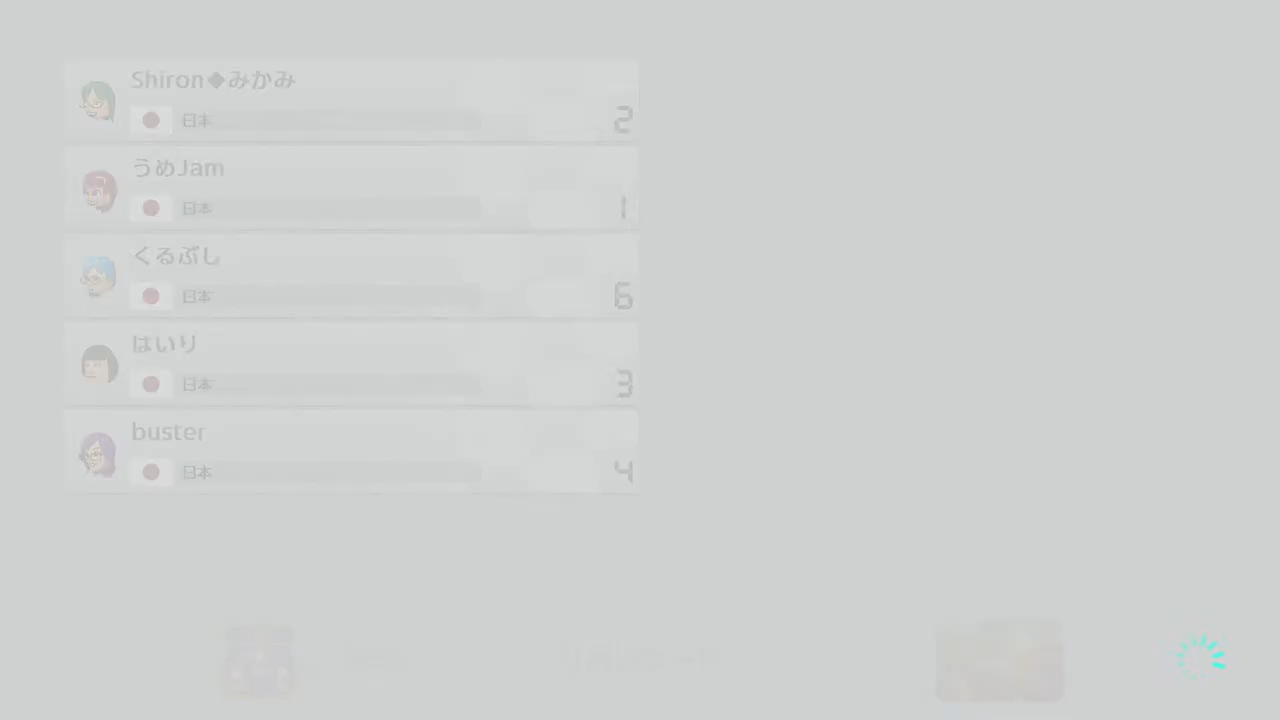 Shiron◆みかみ
日本 2
うめJam
日本 1
くるぶし
日本 6
はいり
日本 3
buster
日本 4